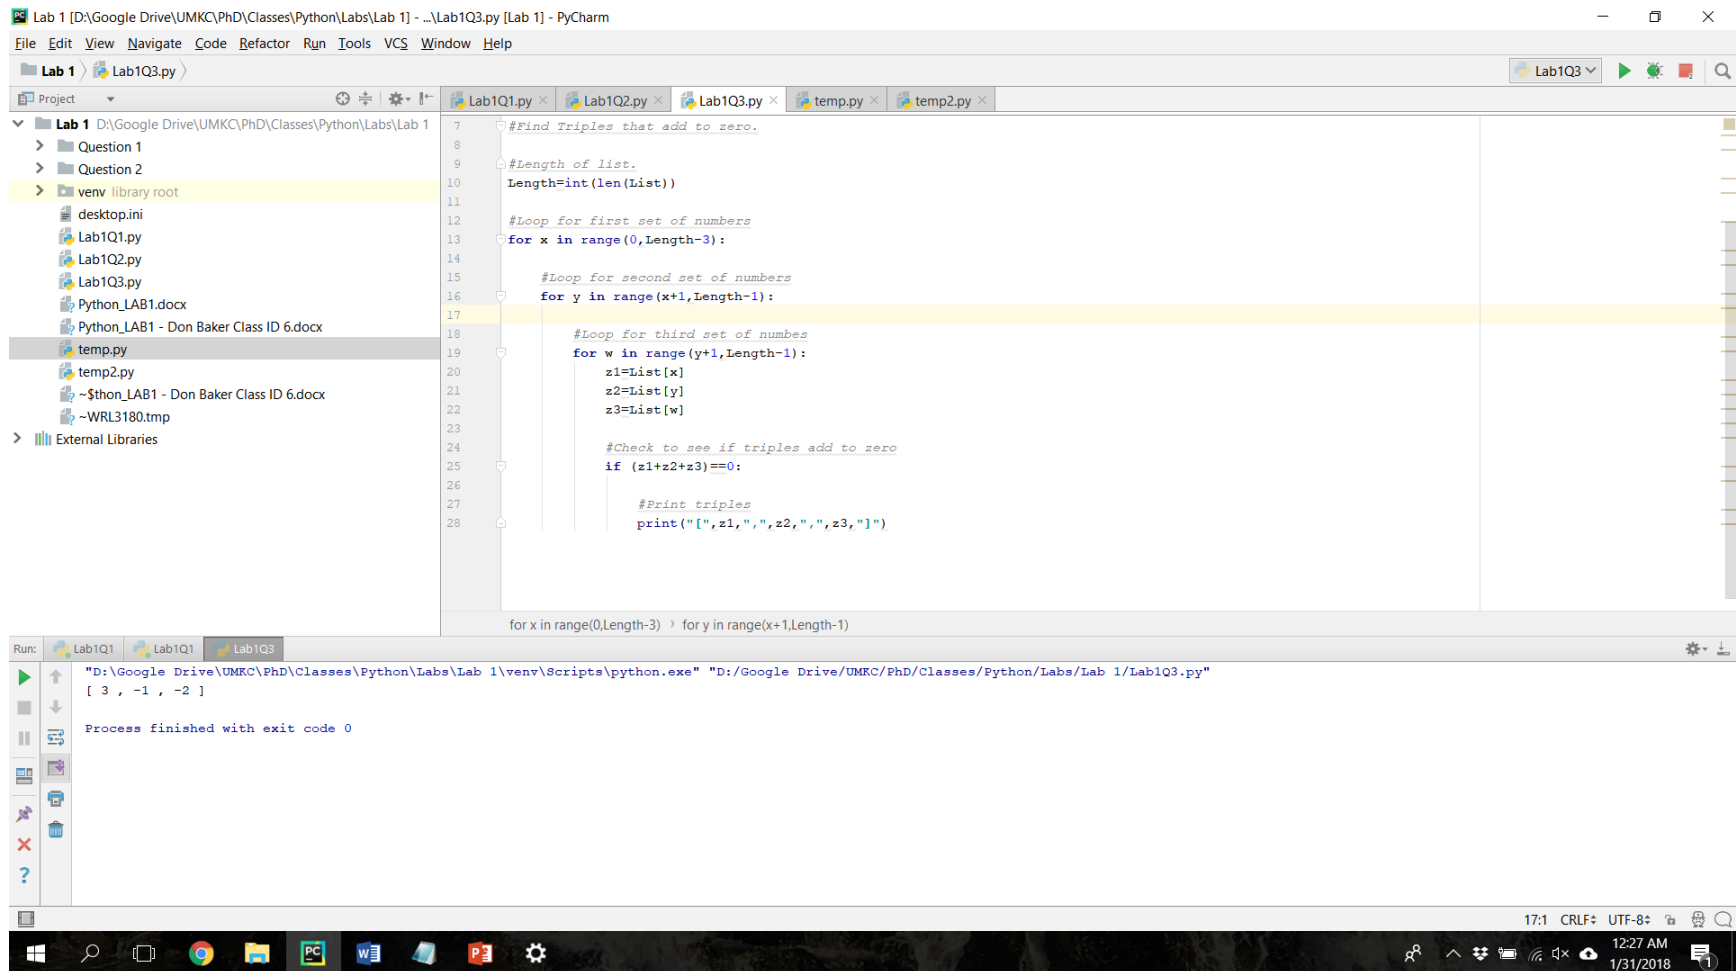 Lab 1 [D:\Google Drive\UMKC\PhD\Classes\Python\Labs\Lab 1] - ...\Lab1Q3.py [Lab 1] - PyCharm
File Edit View Navigate Code Refactor Run Tools VCS Window Help
Lab 1 Lab1Q3.py Lab1Q3
Project Lab1Q1.py Lab1Q2.py Lab1Q3.py temp.py temp2.py
Lab 1 D:\Google Drive\UMKC\PhD\Classes\Python\Labs\Lab 1
Question 1
Question 2
venv library root
desktop.ini
Lab1Q1.py
Lab1Q2.py
Lab1Q3.py
Python_LAB1.docx
Python_LAB1 - Don Baker Class ID 6.docx
temp.py
temp2.py
~$thon_LAB1 - Don Baker Class ID 6.docx
~WRL3180.tmp
External Libraries
7 #Find Triples that add to zero.
8
9 #Length of list.
10 Length=int(len(List))
11
12 #Loop for first set of numbers
13 for x in range(0,Length-3):
14
15 #Loop for second set of numbers
16 for y in range(x+1,Length-1):
17
18 #Loop for third set of numbes
19 for w in range(y+1,Length-1):
20 z1=List[x]
21 z2=List[y]
22 z3=List[w]
23
24 #Check to see if triples add to zero
25 if (z1+z2+z3)==0:
26
27 #Print triples
28 print("[",z1,",",z2,",",z3,"]")
for x in range(0,Length-3) for y in range(x+1,Length-1)
Run: Lab1Q1 Lab1Q1 Lab1Q3
"D:\Google Drive\UMKC\PhD\Classes\Python\Labs\Lab 1\venv\Scripts\python.exe" "D:/Google Drive/UMKC/PhD/Classes/Python/Labs/Lab 1/Lab1Q3.py"
[ 3 , -1 , -2 ]
Process finished with exit code 0
17:1 CRLF UTF-8
12:27 AM
1/31/2018
1